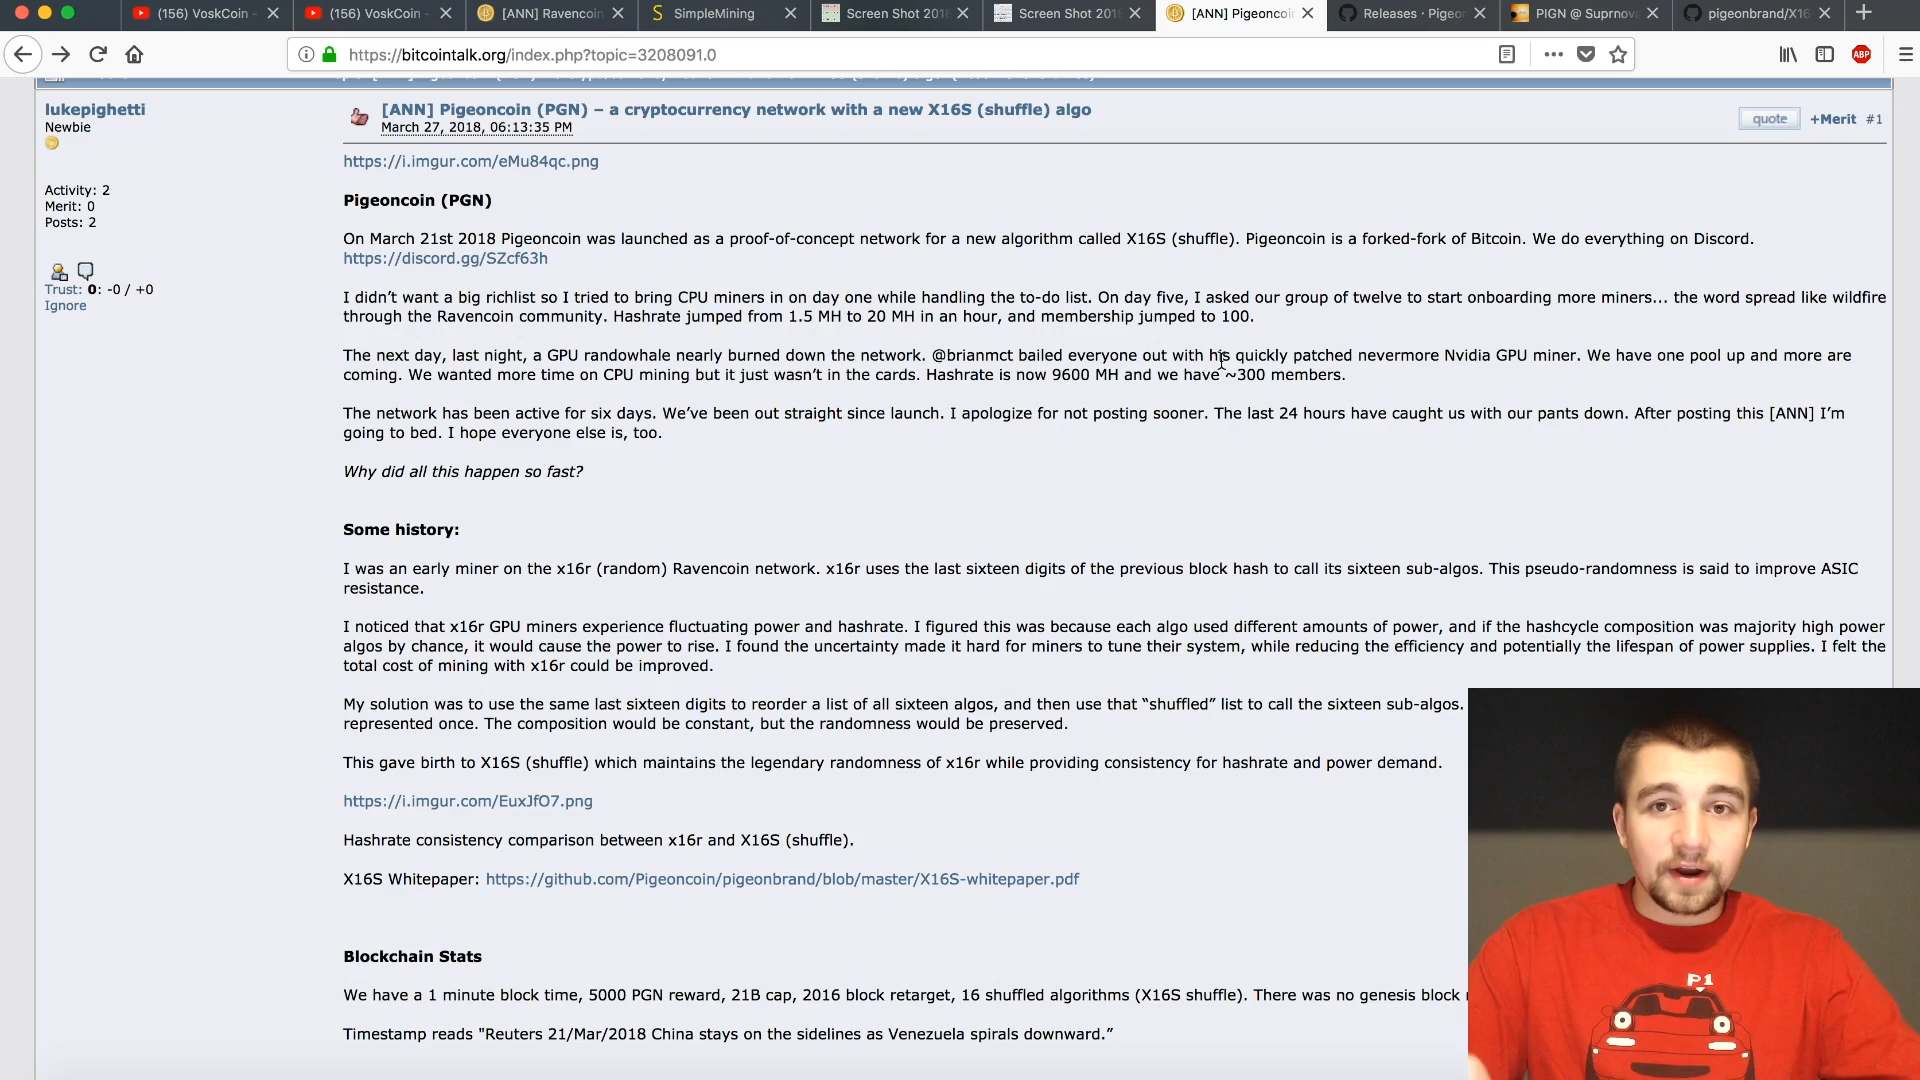 (156) VoskCoin - (156) VoskCoin - [ANN] Ravencoin SimpleMining Screen Shot 2018 Screen Shot 201 [ANN] Pigeoncoi Releases · Pigeo PIGN @ Suprnov pigeonbrand/X16
https://bitcointalk.org/index.php?topic=3208091.0
ABP
lukepighetti
Newbie
Activity: 2
Merit: 0
Posts: 2
Trust: 0: -0 / +0
Ignore
[ANN] Pigeoncoin (PGN) – a cryptocurrency network with a new X16S (shuffle) algo
March 27, 2018, 06:13:35 PM
quote +Merit #1
https://i.imgur.com/eMu84qc.png
Pigeoncoin (PGN)
On March 21st 2018 Pigeoncoin was launched as a proof-of-concept network for a new algorithm called X16S (shuffle). Pigeoncoin is a forked-fork of Bitcoin. We do everything on Discord.
https://discord.gg/SZcf63h
I didn’t want a big richlist so I tried to bring CPU miners in on day one while handling the to-do list. On day five, I asked our group of twelve to start onboarding more miners... the word spread like wildfire
through the Ravencoin community. Hashrate jumped from 1.5 MH to 20 MH in an hour, and membership jumped to 100.
The next day, last night, a GPU randowhale nearly burned down the network. @brianmct bailed everyone out with his quickly patched nevermore Nvidia GPU miner. We have one pool up and more are
coming. We wanted more time on CPU mining but it just wasn’t in the cards. Hashrate is now 9600 MH and we have ~300 members.
The network has been active for six days. We’ve been out straight since launch. I apologize for not posting sooner. The last 24 hours have caught us with our pants down. After posting this [ANN] I’m
going to bed. I hope everyone else is, too.
Why did all this happen so fast?
Some history:
I was an early miner on the x16r (random) Ravencoin network. x16r uses the last sixteen digits of the previous block hash to call its sixteen sub-algos. This pseudo-randomness is said to improve ASIC
resistance.
I noticed that x16r GPU miners experience fluctuating power and hashrate. I figured this was because each algo used different amounts of power, and if the hashcycle composition was majority high power
algos by chance, it would cause the power to rise. I found the uncertainty made it hard for miners to tune their system, while reducing the efficiency and potentially the lifespan of power supplies. I felt the
total cost of mining with x16r could be improved.
My solution was to use the same last sixteen digits to reorder a list of all sixteen algos, and then use that “shuffled” list to call the sixteen sub-algos.
represented once. The composition would be constant, but the randomness would be preserved.
This gave birth to X16S (shuffle) which maintains the legendary randomness of x16r while providing consistency for hashrate and power demand.
https://i.imgur.com/EuxJfO7.png
Hashrate consistency comparison between x16r and X16S (shuffle).
X16S Whitepaper: https://github.com/Pigeoncoin/pigeonbrand/blob/master/X16S-whitepaper.pdf
Blockchain Stats
We have a 1 minute block time, 5000 PGN reward, 21B cap, 2016 block retarget, 16 shuffled algorithms (X16S shuffle). There was no genesis block
Timestamp reads "Reuters 21/Mar/2018 China stays on the sidelines as Venezuela spirals downward.”
P1